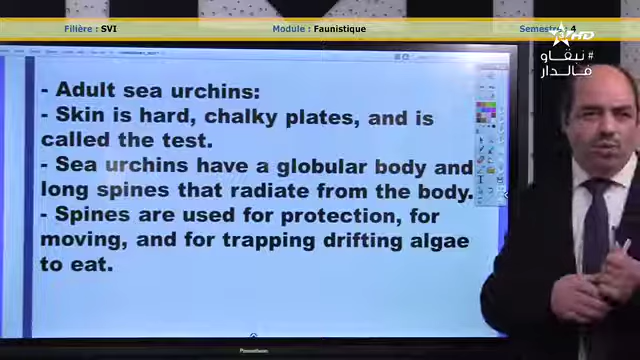 Filière : SVI
Module : Faunistique
Semestre 4
HD
# نبقاو
فالدار
- Adult sea urchins:
- Skin is hard, chalky plates, and is
called the test.
- Sea urchins have a globular body and
long spines that radiate from the body.
- Spines are used for protection, for
moving, and for trapping drifting algae
to eat.